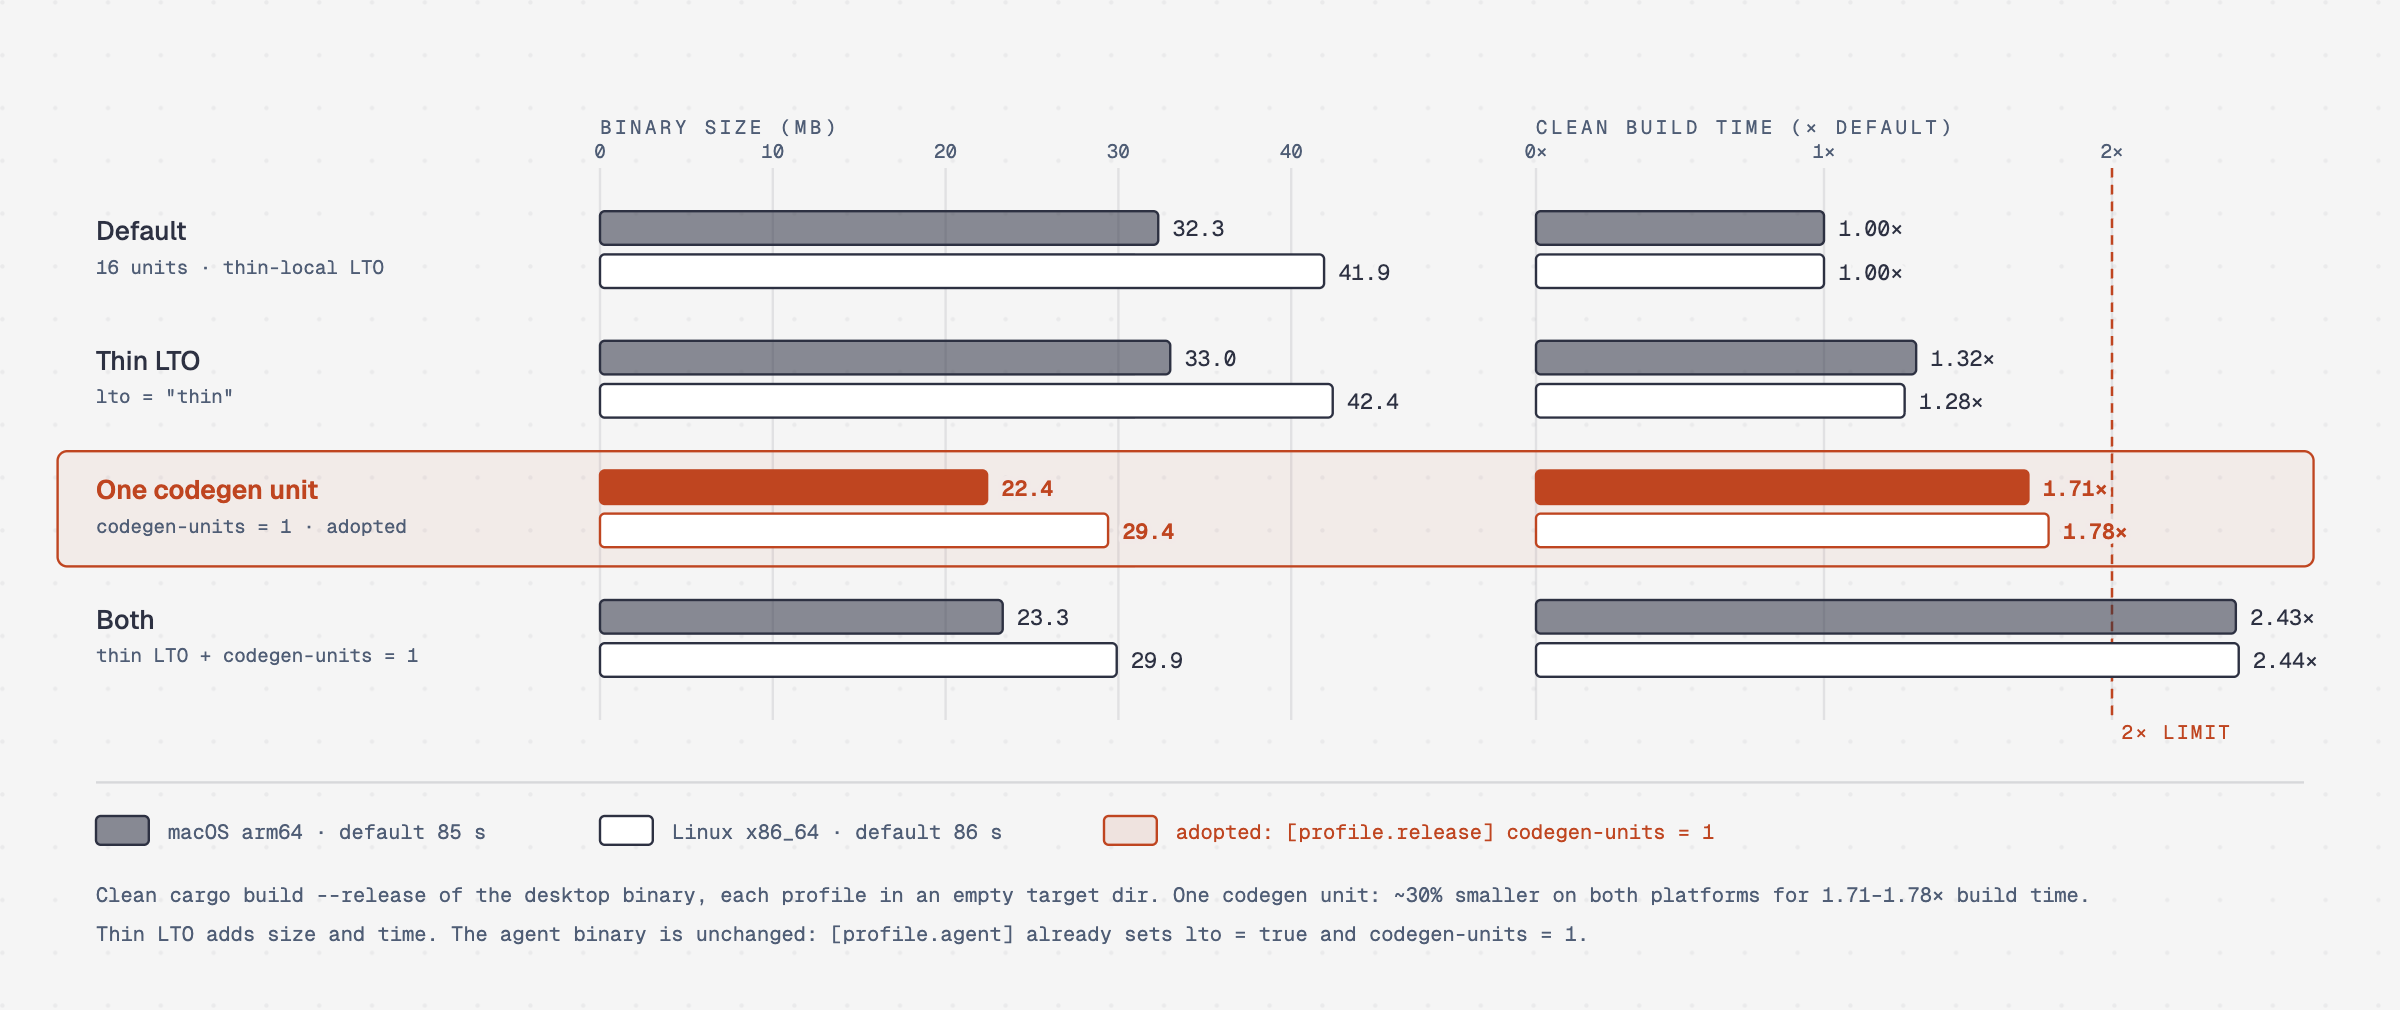 BINARY SIZE (MB)
0 10 20 30 40
CLEAN BUILD TIME (× DEFAULT)
0× 1× 2×
Default
16 units · thin-local LTO
32.3
41.9
1.00×
1.00×
Thin LTO
lto = "thin"
33.0
42.4
1.32×
1.28×
One codegen unit
codegen-units = 1 · adopted
22.4
29.4
1.71×
1.78×
Both
thin LTO + codegen-units = 1
23.3
29.9
2.43×
2.44×
2× LIMIT
macOS arm64 · default 85 s
Linux x86_64 · default 86 s
adopted: [profile.release] codegen-units = 1
Clean cargo build --release of the desktop binary, each profile in an empty target dir. One codegen unit: ~30% smaller on both platforms for 1.71–1.78× build time.
Thin LTO adds size and time. The agent binary is unchanged: [profile.agent] already sets lto = true and codegen-units = 1.